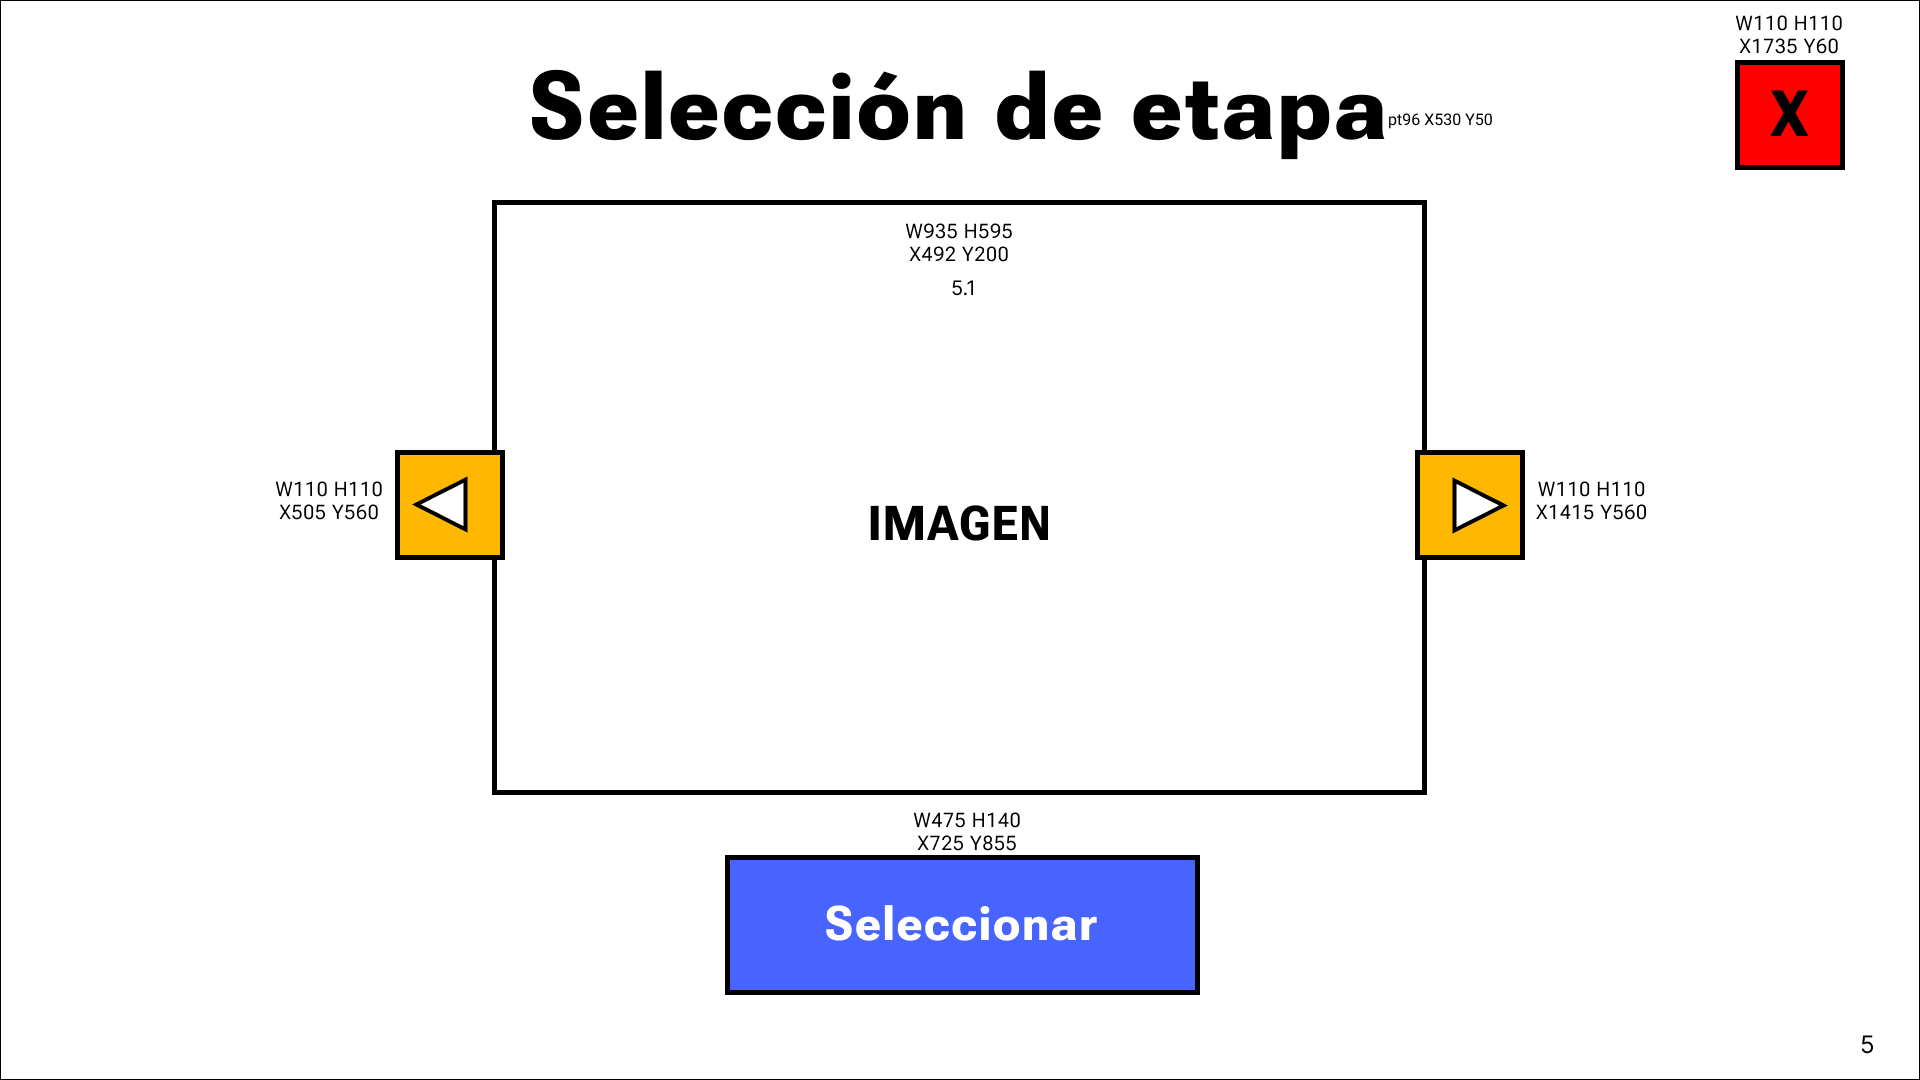 W110 H110
X1735 Y60
X
Selección de etapa
pt96 X530 Y50
W935 H595
X492 Y200
5.1
W110 H110
X505 Y560
IMAGEN
W110 H110
X1415 Y560
W475 H140
X725 Y855
Seleccionar
5